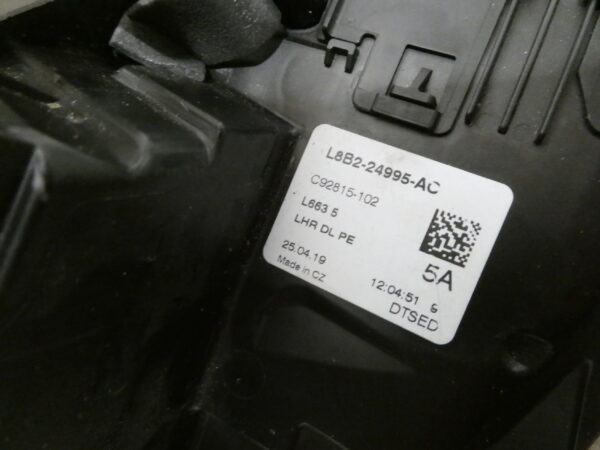 L8B2-24995-AC
C92815-102
L663 5
LHR DL PE
5A
25.04.19
12:04:51 6
Made in CZ
DTSED